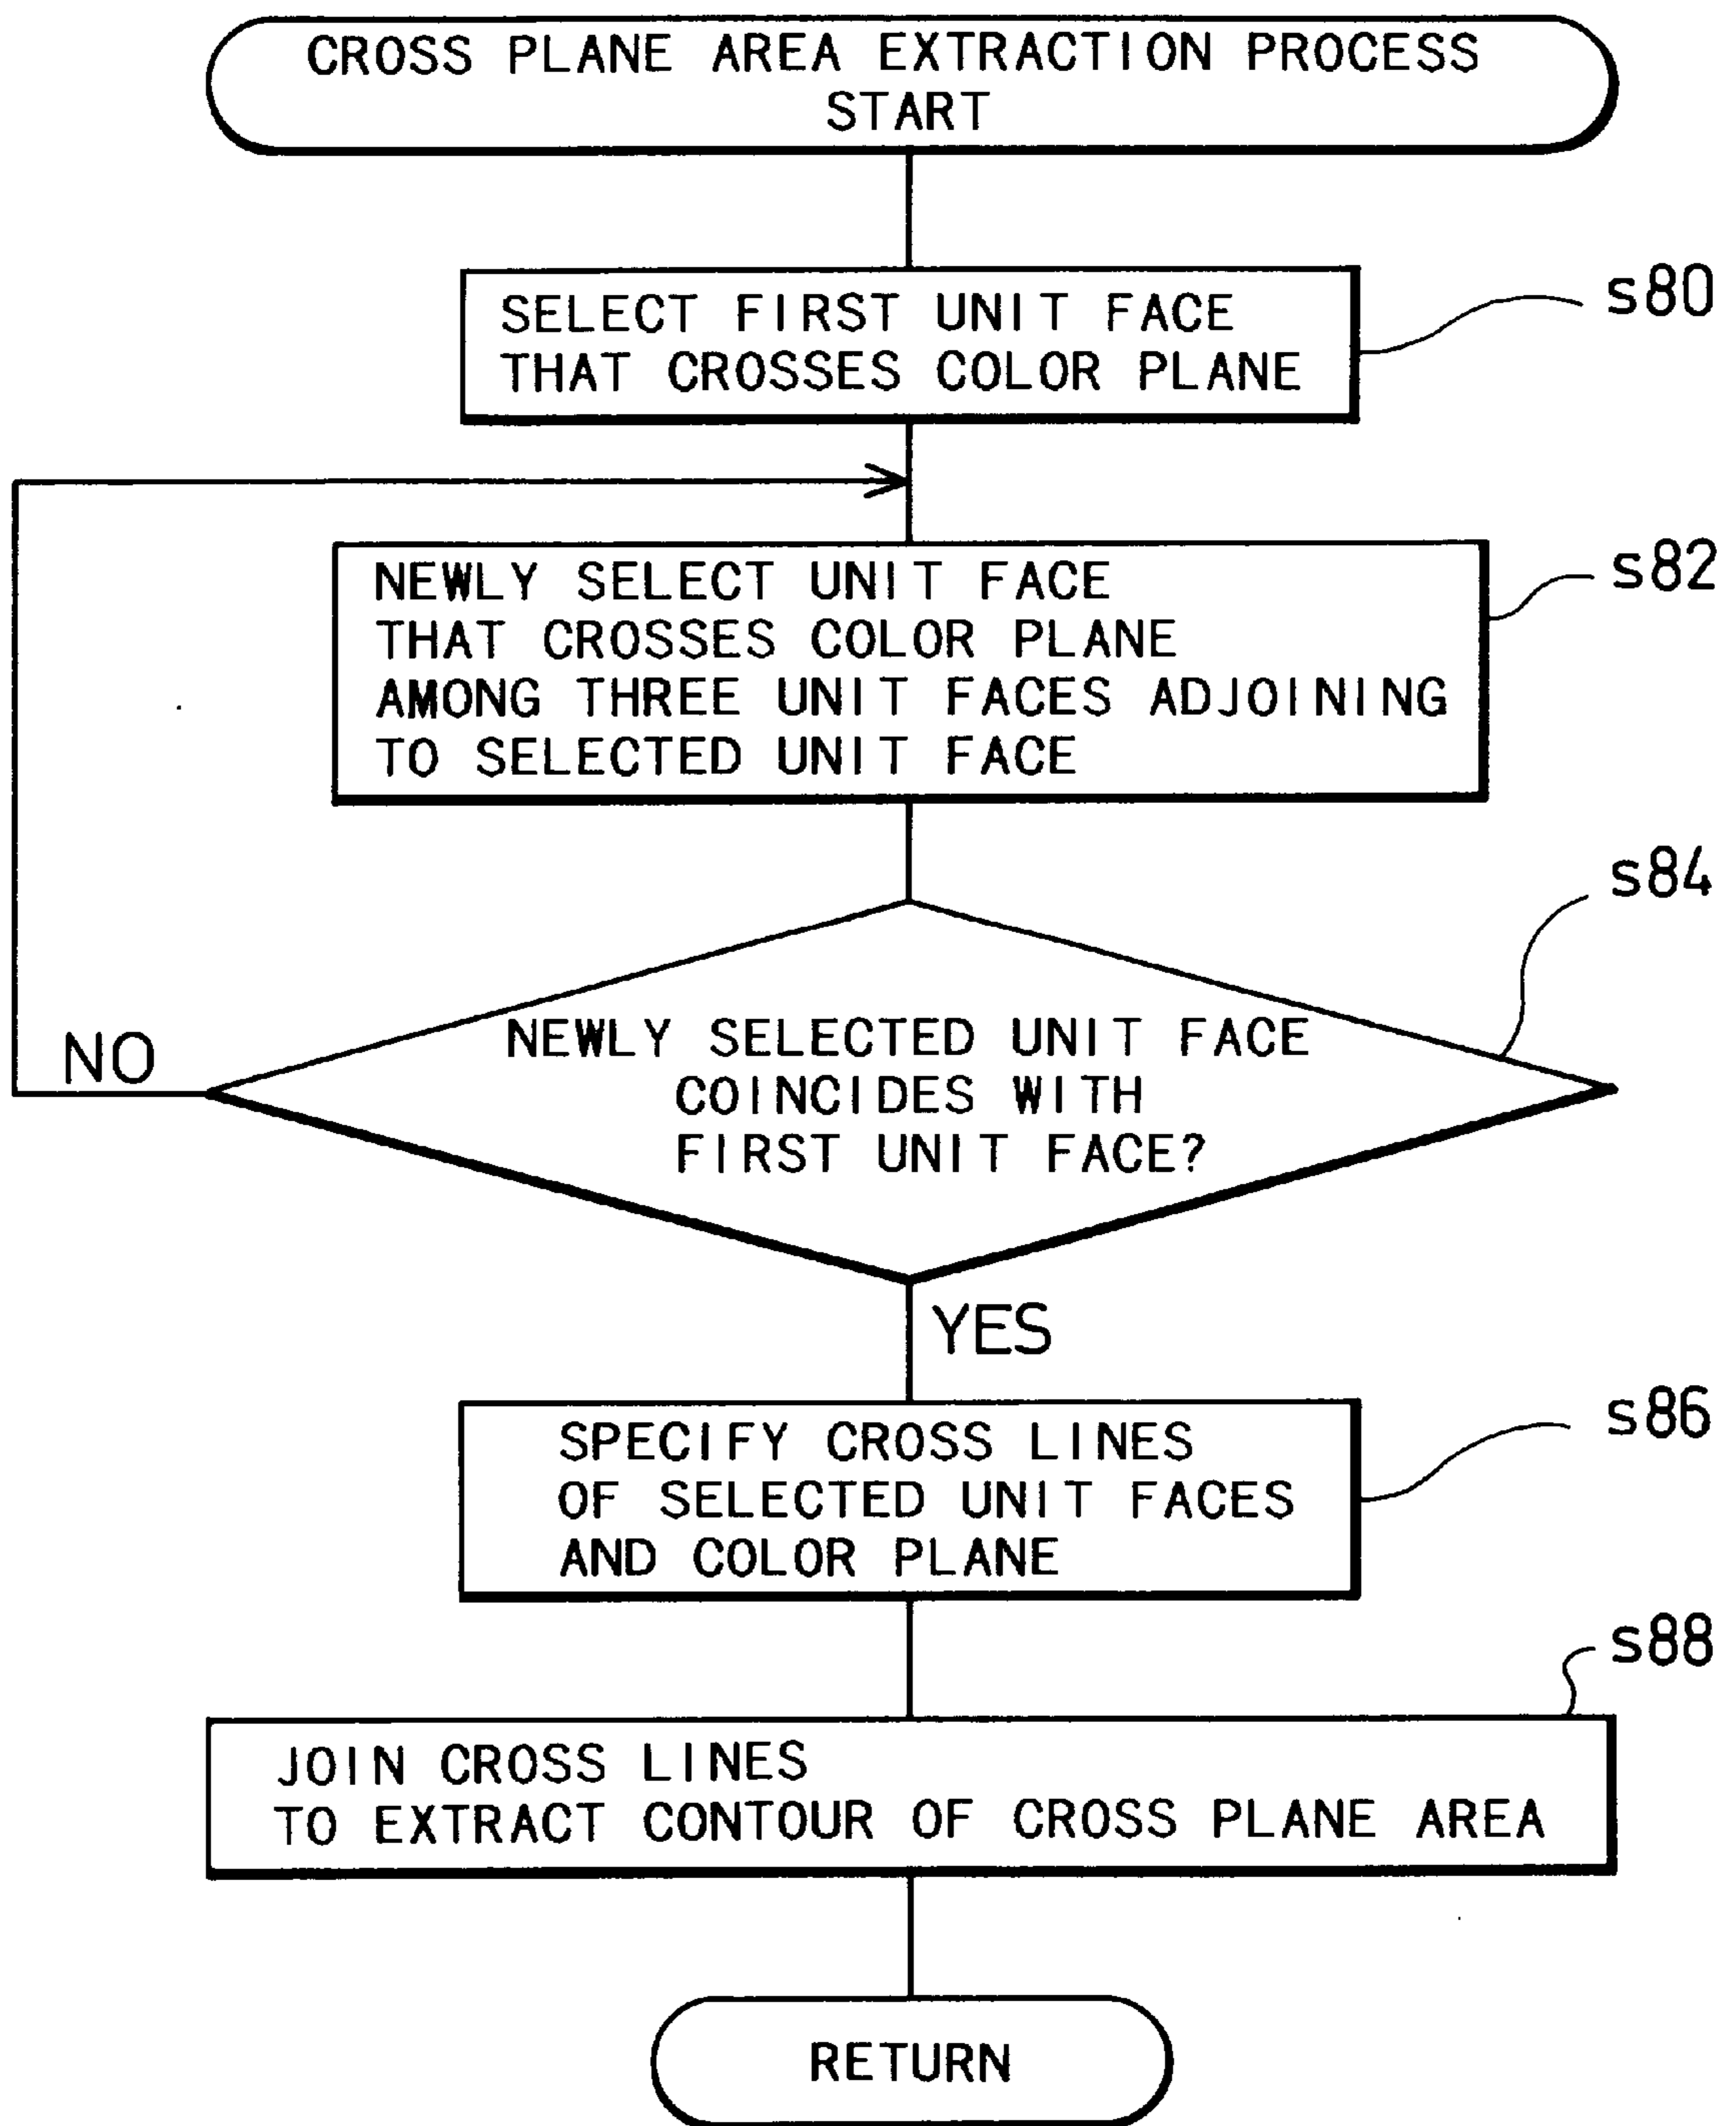 CROSS PLANE AREA EXTRACTION PROCESS
START
SELECT FIRST UNIT FACE
THAT CROSSES COLOR PLANE
s80
NEWLY SELECT UNIT FACE
THAT CROSSES COLOR PLANE
AMONG THREE UNIT FACES ADJOINING
TO SELECTED UNIT FACE
s82
s84
NEWLY SELECTED UNIT FACE
COINCIDES WITH
FIRST UNIT FACE?
NO
YES
SPECIFY CROSS LINES
OF SELECTED UNIT FACES
AND COLOR PLANE
s86
s88
JOIN CROSS LINES
TO EXTRACT CONTOUR OF CROSS PLANE AREA
RETURN